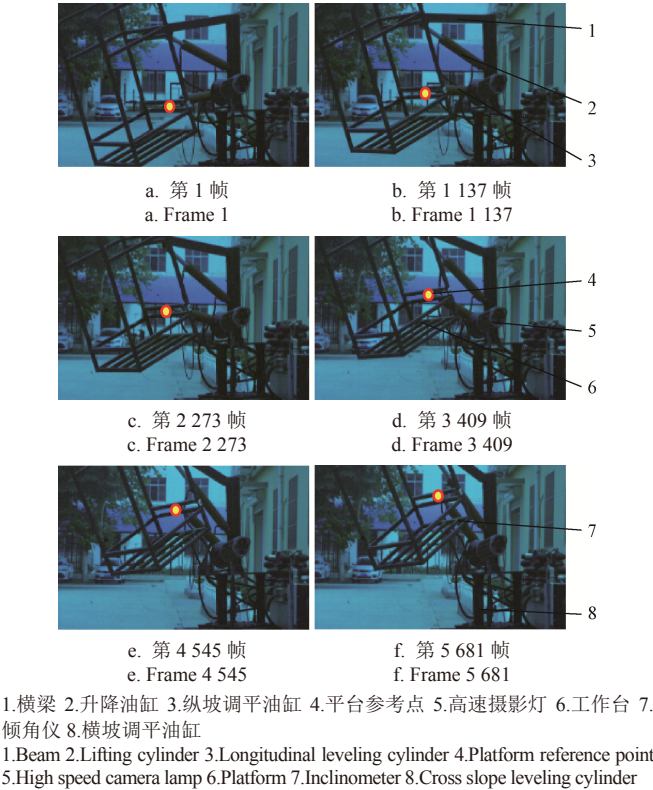 1
2
3
a. 第 1 帧
a. Frame 1
b. 第 1 137 帧
b. Frame 1 137
4
5
6
c. 第 2 273 帧
c. Frame 2 273
d. 第 3 409 帧
d. Frame 3 409
7
8
e. 第 4 545 帧
e. Frame 4 545
f. 第 5 681 帧
f. Frame 5 681
1.横梁 2.升降油缸 3.纵坡调平油缸 4.平台参考点 5.高速摄影灯 6.工作台 7.
倾角仪 8.横坡调平油缸
1.Beam 2.Lifting cylinder 3.Longitudinal leveling cylinder 4.Platform reference point
5.High speed camera lamp 6.Platform 7.Inclinometer 8.Cross slope leveling cylinder